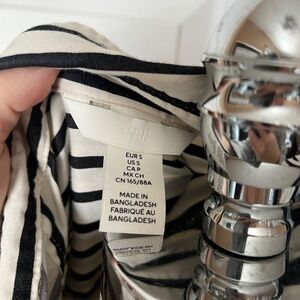 EUR S
US S
CA P
MX CH
CN 165/88A
MADE IN
BANGLADESH
FABRIQUÉ AU
BANGLADESH